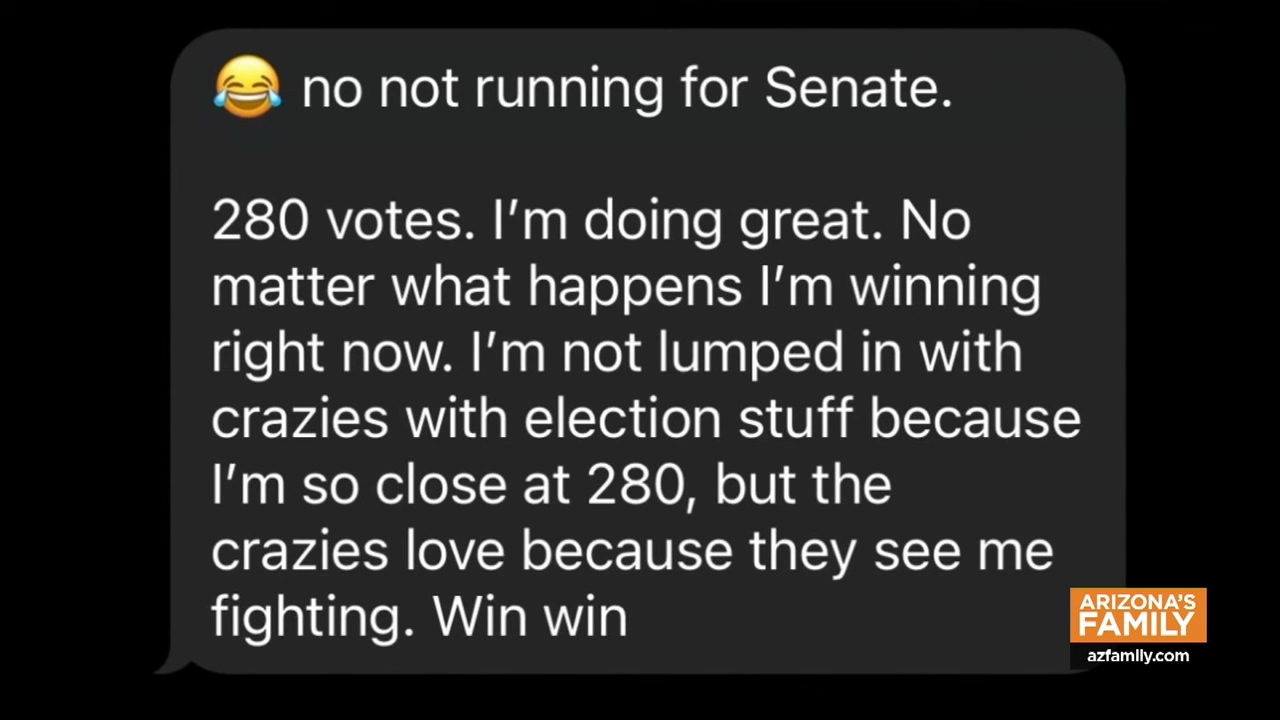 😂 no not running for Senate.
280 votes. I’m doing great. No
matter what happens I’m winning
right now. I’m not lumped in with
crazies with election stuff because
I’m so close at 280, but the
crazies love because they see me
fighting. Win win
ARIZONA'S
FAMILY
azfamily.com